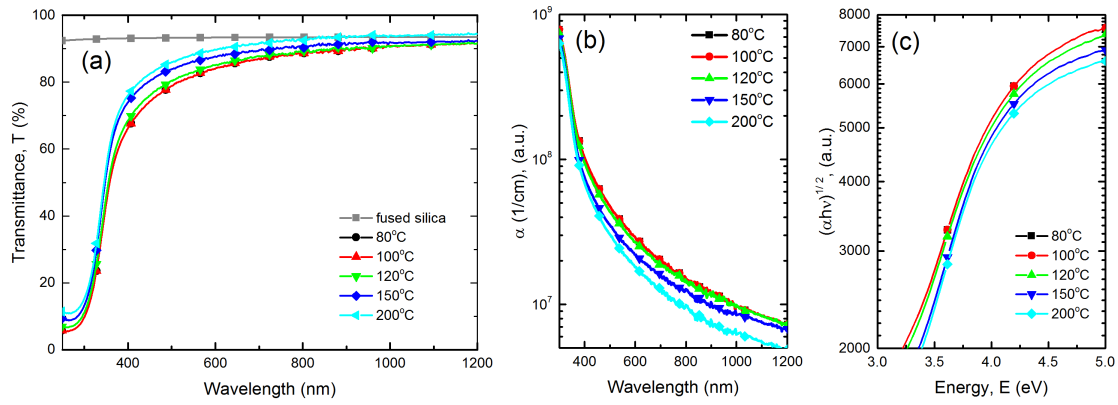 (a)
Transmittance, T (%)
100
80
60
40
20
0
400
600
800
1000
1200
Wavelength (nm)
fused silica
80°C
100°C
120°C
150°C
200°C
(b)
α (1/cm), (a.u.)
10⁹
10⁸
10⁷
400
600
800
1000
1200
Wavelength (nm)
80°C
100°C
120°C
150°C
200°C
(c)
(αhν)¹/², (a.u.)
8000
7000
6000
5000
4000
3000
2000
3.0
3.5
4.0
4.5
5.0
Energy, E (eV)
80°C
100°C
120°C
150°C
200°C